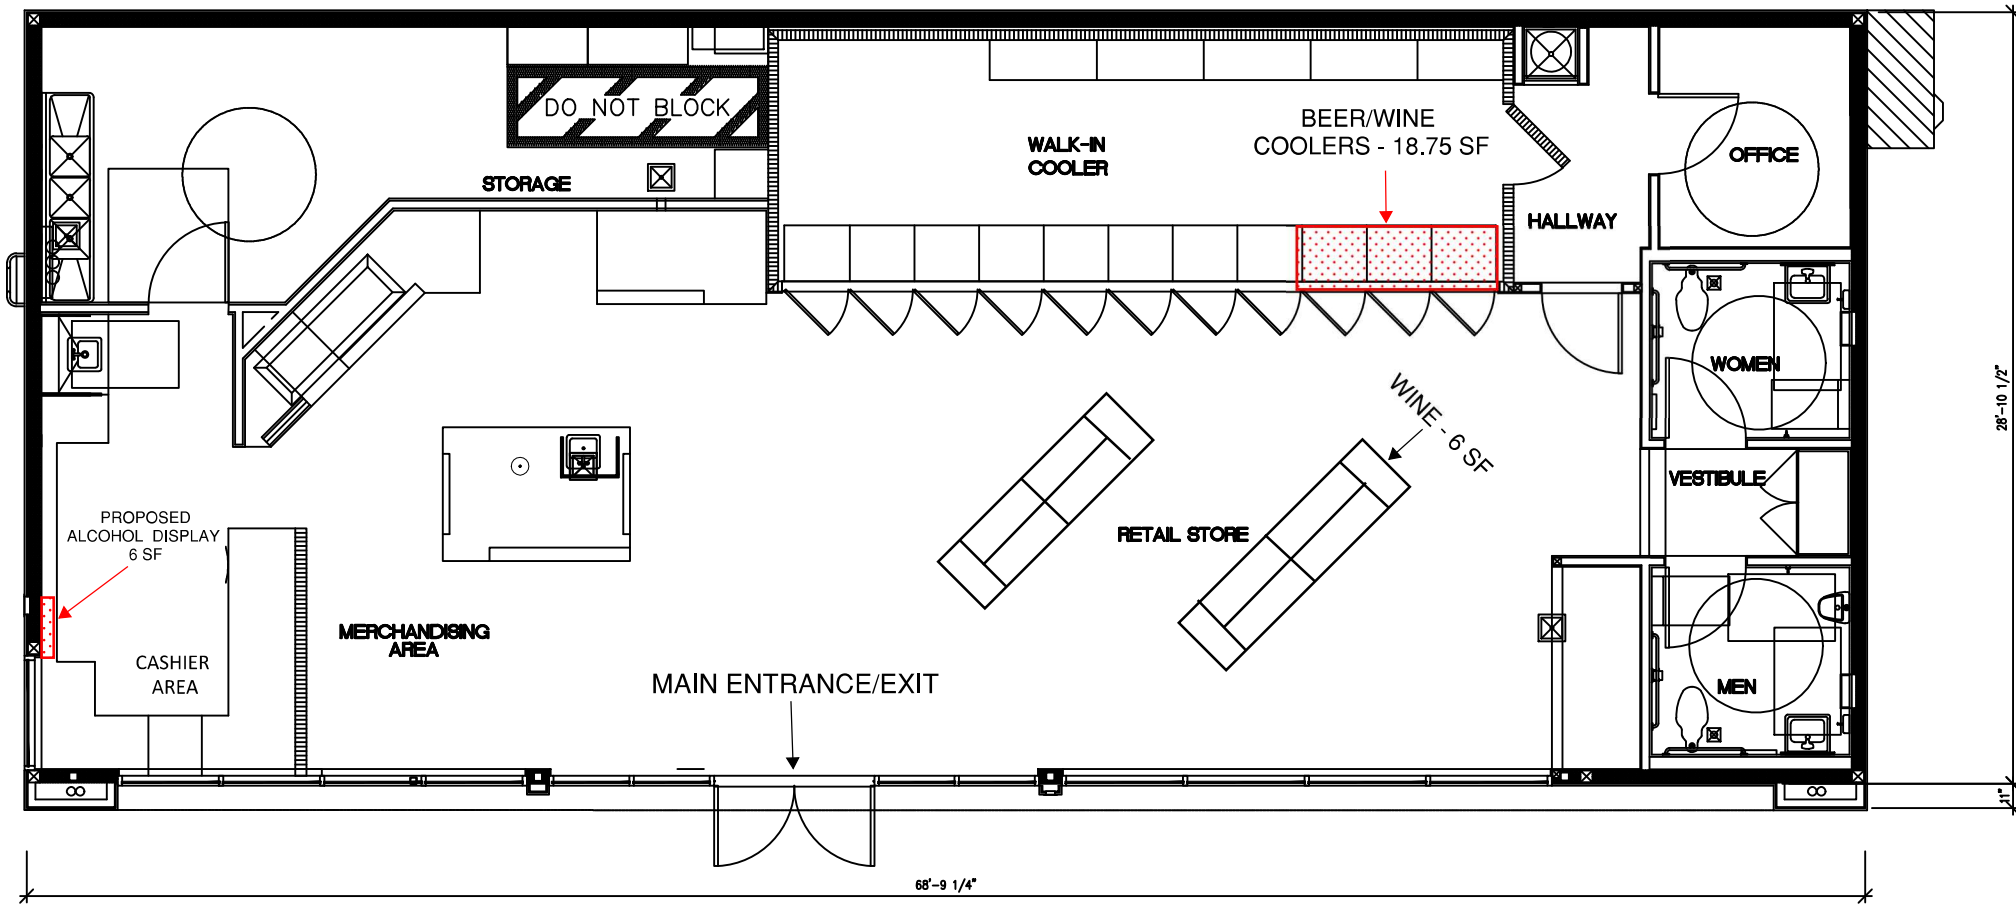 DO NOT BLOCK
BEER/WINE
COOLERS - 18.75 SF
WALK-IN
COOLER
OFFICE
STORAGE
HALLWAY
WOMEN
WINE - 6 SF
28'-10 1/2"
VESTIBULE
PROPOSED
ALCOHOL DISPLAY
6 SF
RETAIL STORE
MERCHANDISING
AREA
CASHIER
AREA
MAIN ENTRANCE/EXIT
MEN
11"
68'-9 1/4"